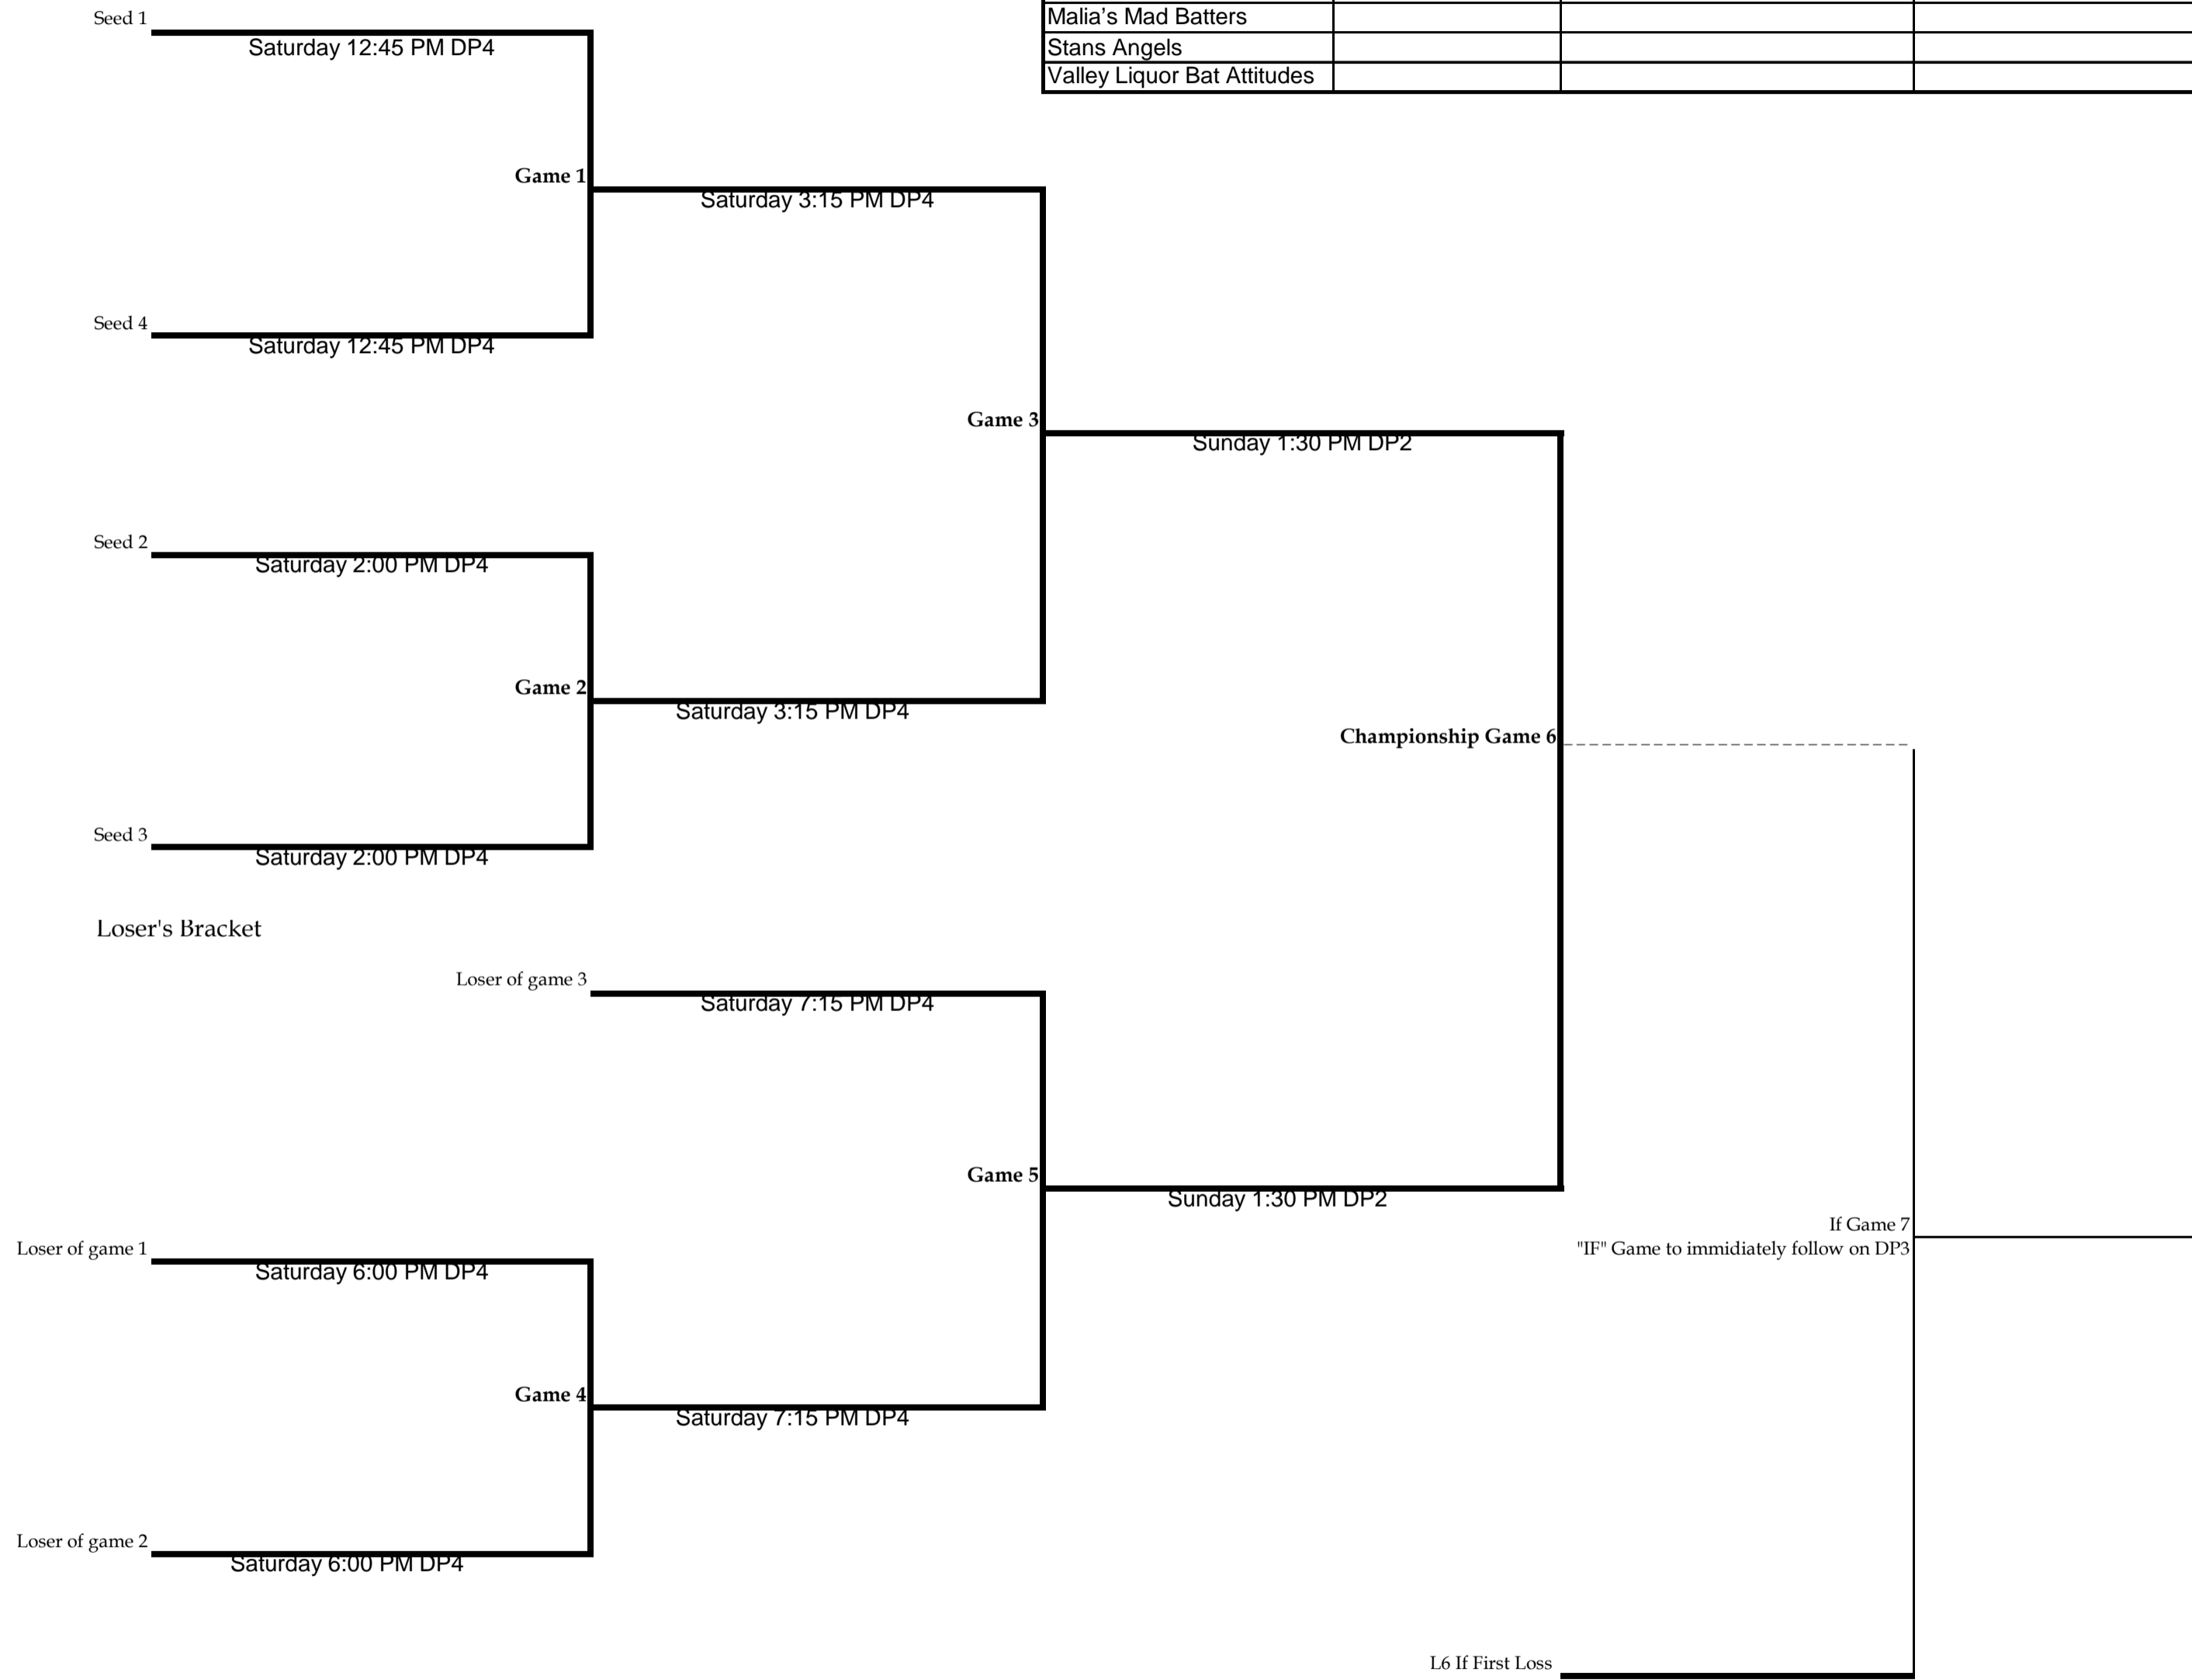 Seed 1
Malia's Mad Batters
Saturday 12:45 PM DP4
Stans Angels
Valley Liquor Bat Attitudes
Game 1
Saturday 3:15 PM DP4
Seed 4
Saturday 12:45 PM DP4
Game 3
Sunday 1:30 PM DP2
Seed 2
Saturday 2:00 PM DP4
Game 2
Saturday 3:15 PM DP4
Championship Game 6
Seed 3
Saturday 2:00 PM DP4
Loser's Bracket
Loser of game 3
Saturday 7:15 PM DP4
Game 5
Sunday 1:30 PM DP2
If Game 7
"IF" Game to immidiately follow on DP3
Loser of game 1
Saturday 6:00 PM DP4
Game 4
Saturday 7:15 PM DP4
Loser of game 2
Saturday 6:00 PM DP4
L6 If First Loss